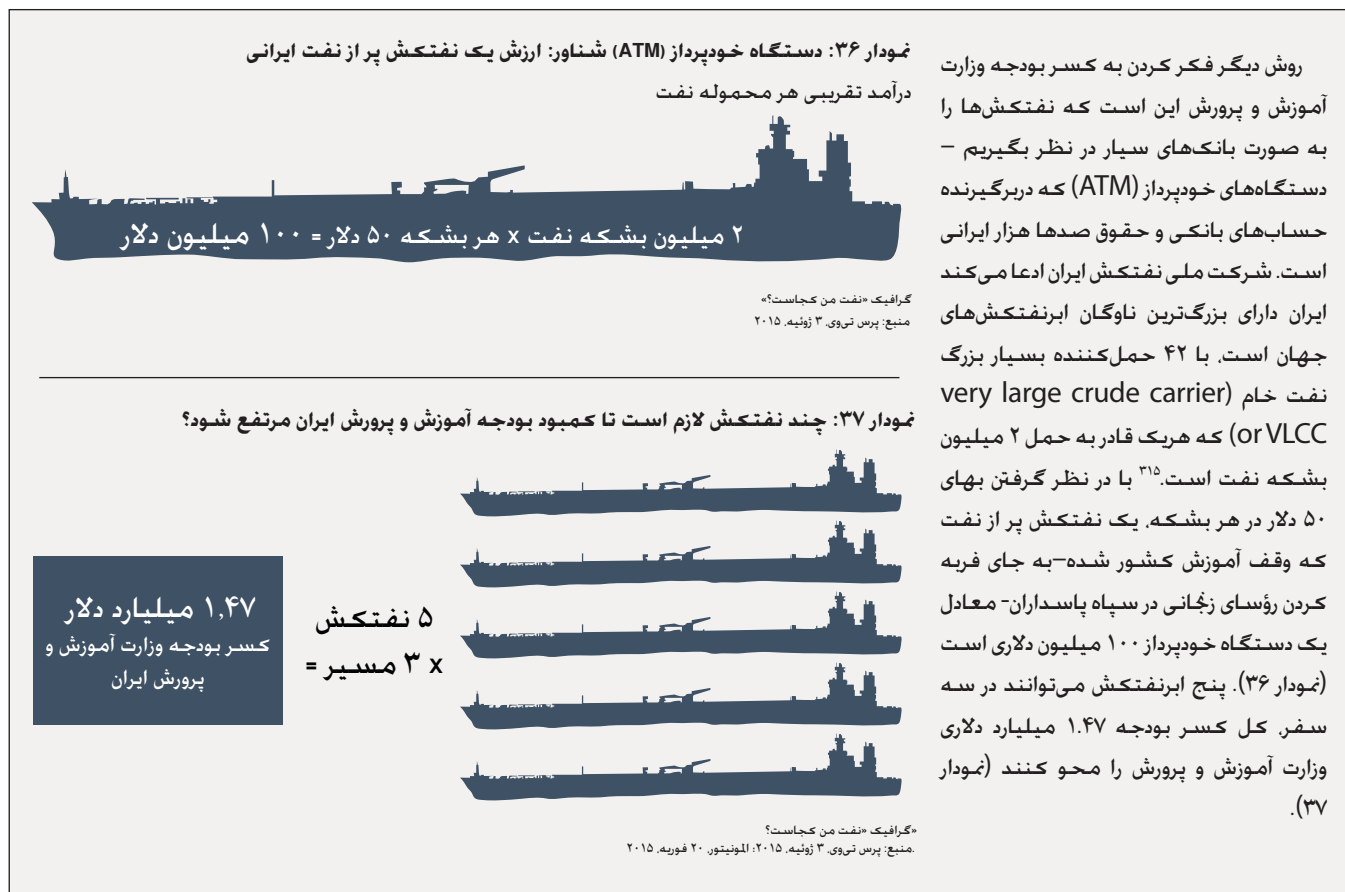 روش دیگر فکر کردن به کسر بودجه وزارت
آموزش و پرورش این است که نفتکش‌ها را
به صورت بانک‌های سیار در نظر بگیریم –
دستگاه‌های خودپرداز (ATM) که دربرگیرنده
حساب‌های بانکی و حقوق صدها هزار ایرانی
است. شرکت ملی نفتکش ایران ادعا می‌کند
ایران دارای بزرگ‌ترین ناوگان ابرنفتکش‌های
جهان است، با ۴۲ حمل‌کننده بسیار بزرگ
نفت خام (very large crude carrier
or VLCC) که هریک قادر به حمل ۲ میلیون
بشکه نفت است.۳۱۵ با در نظر گرفتن بهای
۵۰ دلار در هر بشکه، یک نفتکش پر از نفت
که وقف آموزش کشور شده–به جای فربه
کردن رؤسای زنجانی در سپاه پاسداران- معادل
یک دستگاه خودپرداز ۱۰۰ میلیون دلاری است
(نمودار ۳۶). پنج ابرنفتکش می‌توانند در سه
سفر، کل کسر بودجه ۱.۴۷ میلیارد دلاری
وزارت آموزش و پرورش را محو کنند (نمودار
۳۷).
نمودار ۳۶: دستگاه خودپرداز (ATM) شناور: ارزش یک نفتکش پر از نفت ایرانی
درآمد تقریبی هر محموله نفت
۲ میلیون بشکه نفت x هر بشکه ۵۰ دلار = ۱۰۰ میلیون دلار
گرافیک «نفت من کجاست؟»
منبع: پرس تی‌وی، ۳ ژوئیه، ۲۰۱۵
نمودار ۳۷: چند نفتکش لازم است تا کمبود بودجه آموزش و پرورش ایران مرتفع شود؟
۵ نفتکش
x ۳ مسیر =
۱,۴۷ میلیارد دلار
کسر بودجه وزارت آموزش و
پرورش ایران
«گرافیک «نفت من کجاست؟
.منبع: پرس تی‌وی، ۳ ژوئیه، ۲۰۱۵؛ المونیتور، ۲۰ فوریه، ۲۰۱۵